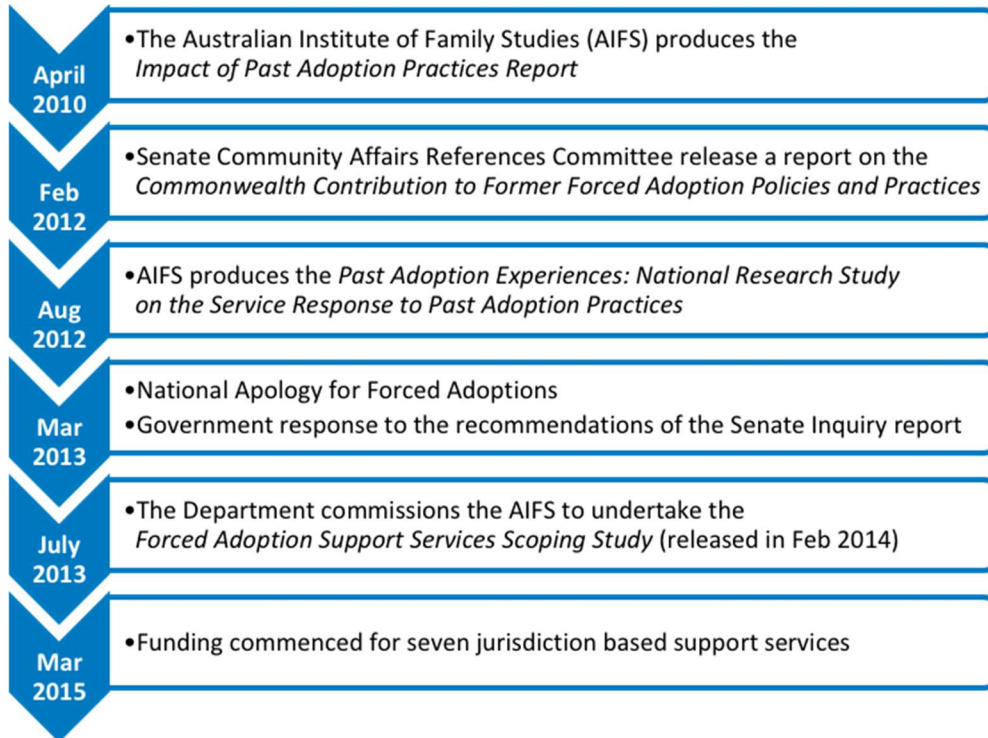 April
2010
•The Australian Institute of Family Studies (AIFS) produces the
Impact of Past Adoption Practices Report
Feb
2012
•Senate Community Affairs References Committee release a report on the
Commonwealth Contribution to Former Forced Adoption Policies and Practices
Aug
2012
•AIFS produces the Past Adoption Experiences: National Research Study
on the Service Response to Past Adoption Practices
Mar
2013
•National Apology for Forced Adoptions
•Government response to the recommendations of the Senate Inquiry report
July
2013
•The Department commissions the AIFS to undertake the
Forced Adoption Support Services Scoping Study (released in Feb 2014)
Mar
2015
•Funding commenced for seven jurisdiction based support services